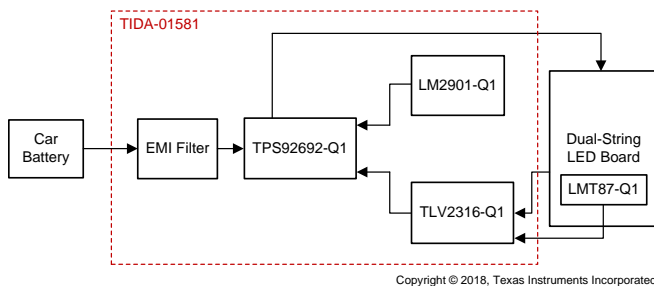 TIDA-01581
LM2901-Q1
Car
Battery
EMI Filter
TPS92692-Q1
Dual-String
LED Board
LMT87-Q1
TLV2316-Q1
Copyright © 2018, Texas Instruments Incorporated